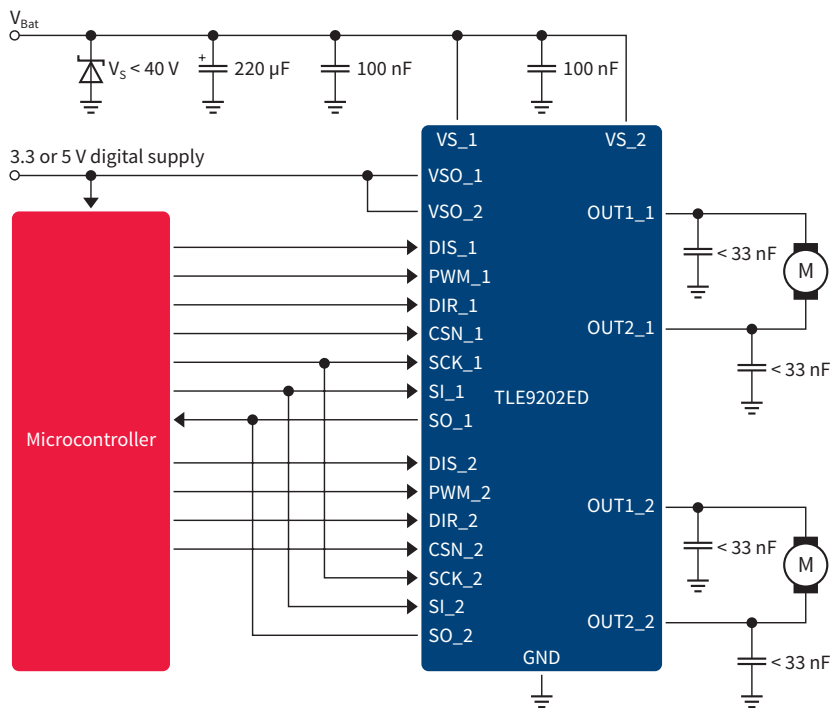 VBat
VS < 40 V
+
220 µF
100 nF
100 nF
3.3 or 5 V digital supply
VS_1
VS_2
VSO_1
VSO_2
DIS_1
PWM_1
DIR_1
CSN_1
SCK_1
SI_1
SO_1
DIS_2
PWM_2
DIR_2
CSN_2
SCK_2
SI_2
SO_2
Microcontroller
TLE9202ED
GND
OUT1_1
< 33 nF
M
OUT2_1
< 33 nF
OUT1_2
< 33 nF
M
OUT2_2
< 33 nF